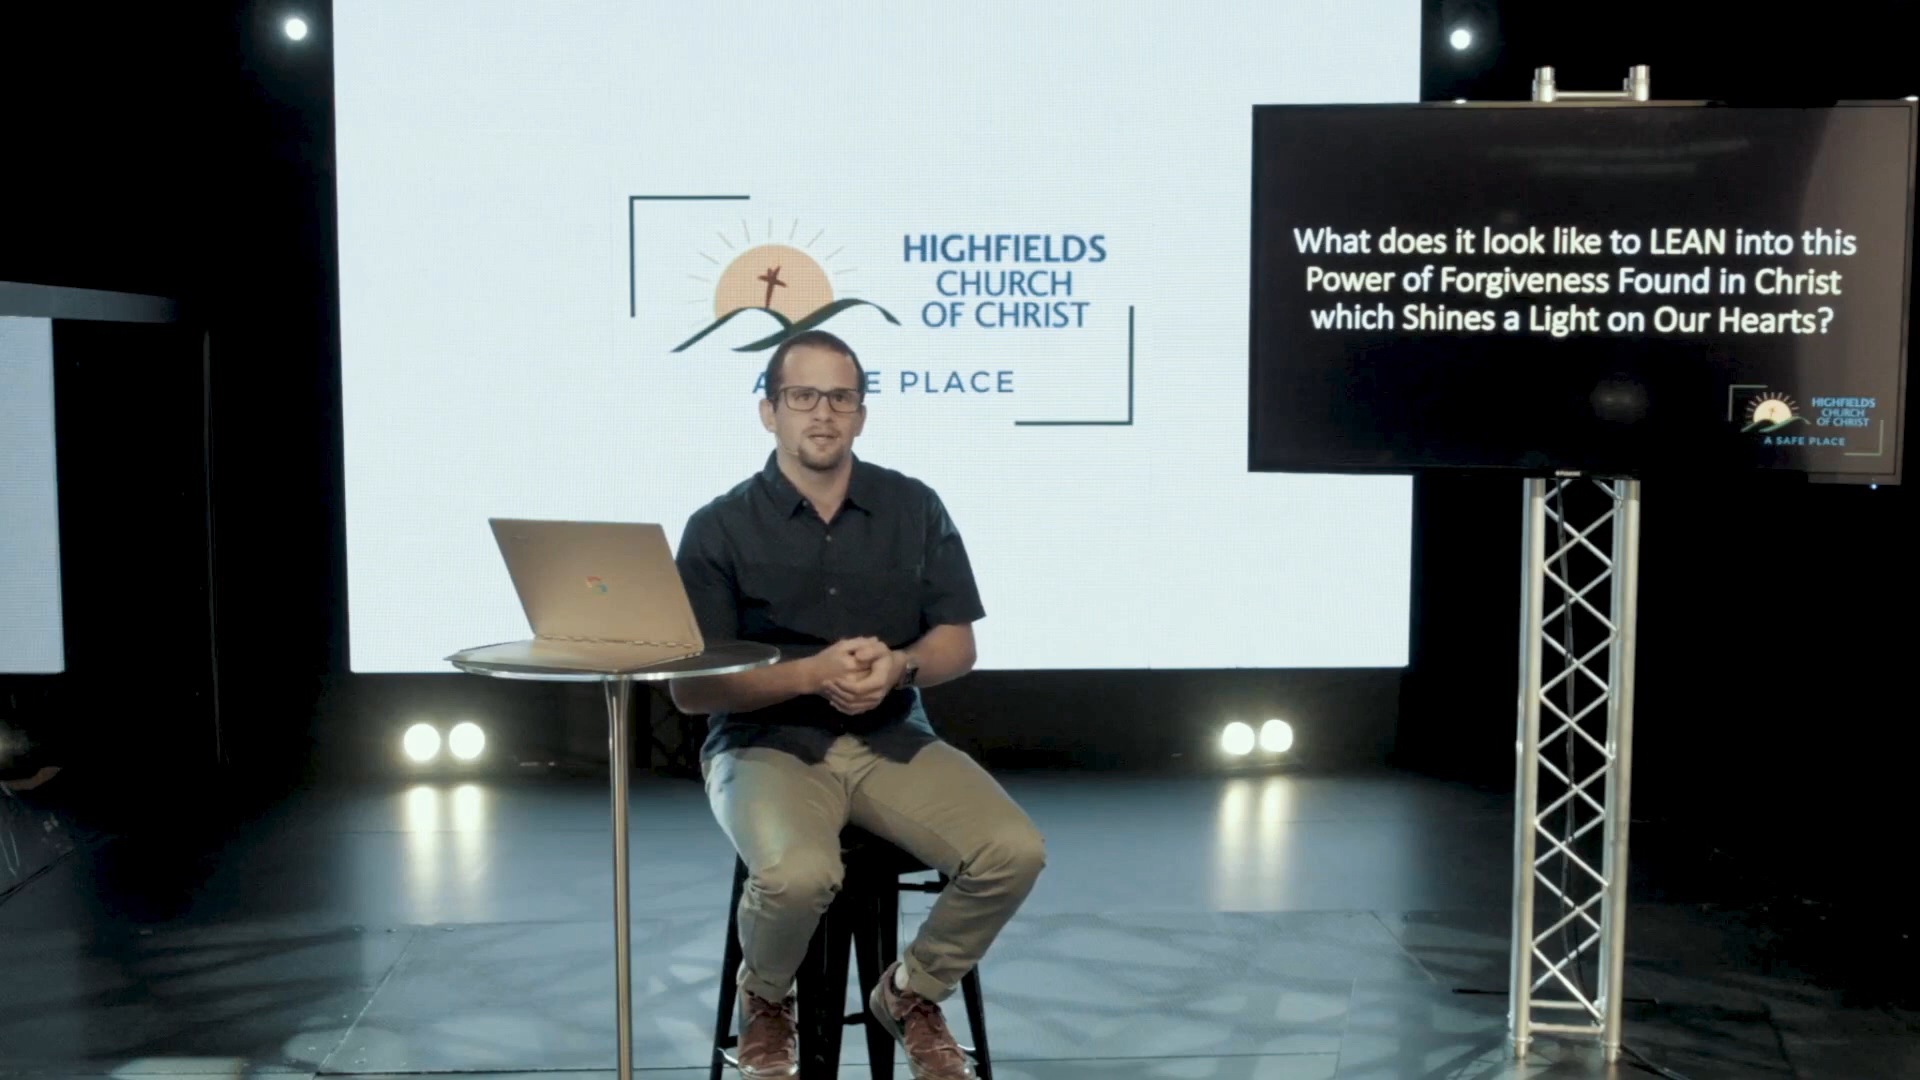 HIGHFIELDS
CHURCH
OF CHRIST
A E PLACE
What does it look like to LEAN into this
Power of Forgiveness Found in Christ
which Shines a Light on Our Hearts?
HIGHFIELDS
CHURCH
OF CHRIST
A SAFE PLACE